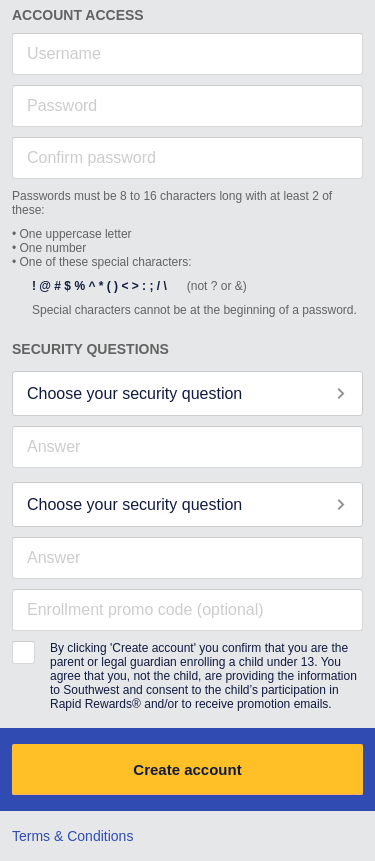 ACCOUNT ACCESS
Username
Password
Confirm password
Passwords must be 8 to 16 characters long with at least 2 of
these:
• One uppercase letter
• One number
• One of these special characters:
! @ # $ % ^ * ( ) < > : ; / \ (not ? or &)
Special characters cannot be at the beginning of a password.
SECURITY QUESTIONS
Choose your security question
Answer
Choose your security question
Answer
Enrollment promo code (optional)
By clicking 'Create account' you confirm that you are the
parent or legal guardian enrolling a child under 13. You
agree that you, not the child, are providing the information
to Southwest and consent to the child’s participation in
Rapid Rewards® and/or to receive promotion emails.
Create account
Terms & Conditions